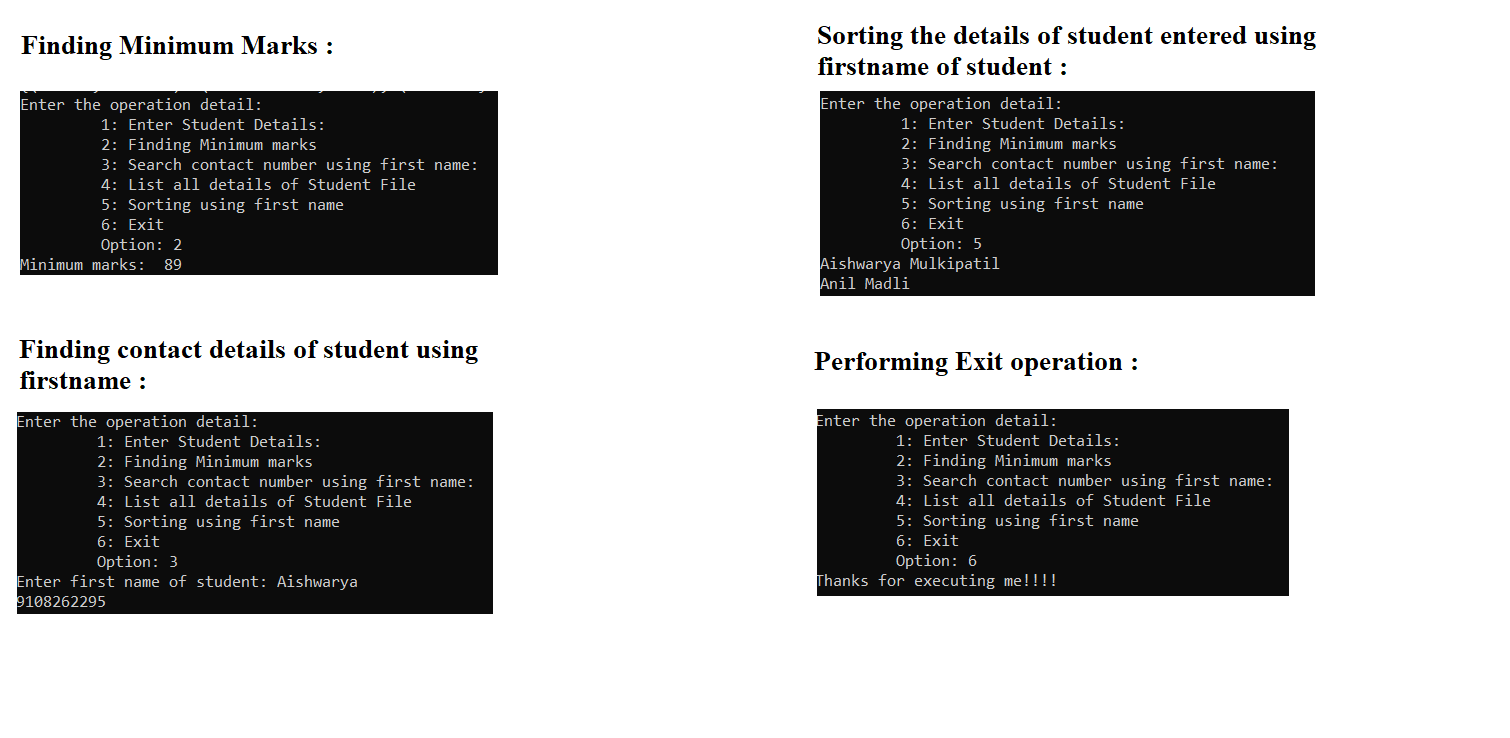 Finding Minimum Marks :
Enter the operation detail:
1: Enter Student Details:
2: Finding Minimum marks
3: Search contact number using first name:
4: List all details of Student File
5: Sorting using first name
6: Exit
Option: 2
Minimum marks:  89
Finding contact details of student using
firstname :
Enter the operation detail:
1: Enter Student Details:
2: Finding Minimum marks
3: Search contact number using first name:
4: List all details of Student File
5: Sorting using first name
6: Exit
Option: 3
Enter first name of student: Aishwarya
9108262295
Sorting the details of student entered using
firstname of student :
Enter the operation detail:
1: Enter Student Details:
2: Finding Minimum marks
3: Search contact number using first name:
4: List all details of Student File
5: Sorting using first name
6: Exit
Option: 5
Aishwarya Mulkipatil
Anil Madli
Performing Exit operation :
Enter the operation detail:
1: Enter Student Details:
2: Finding Minimum marks
3: Search contact number using first name:
4: List all details of Student File
5: Sorting using first name
6: Exit
Option: 6
Thanks for executing me!!!!